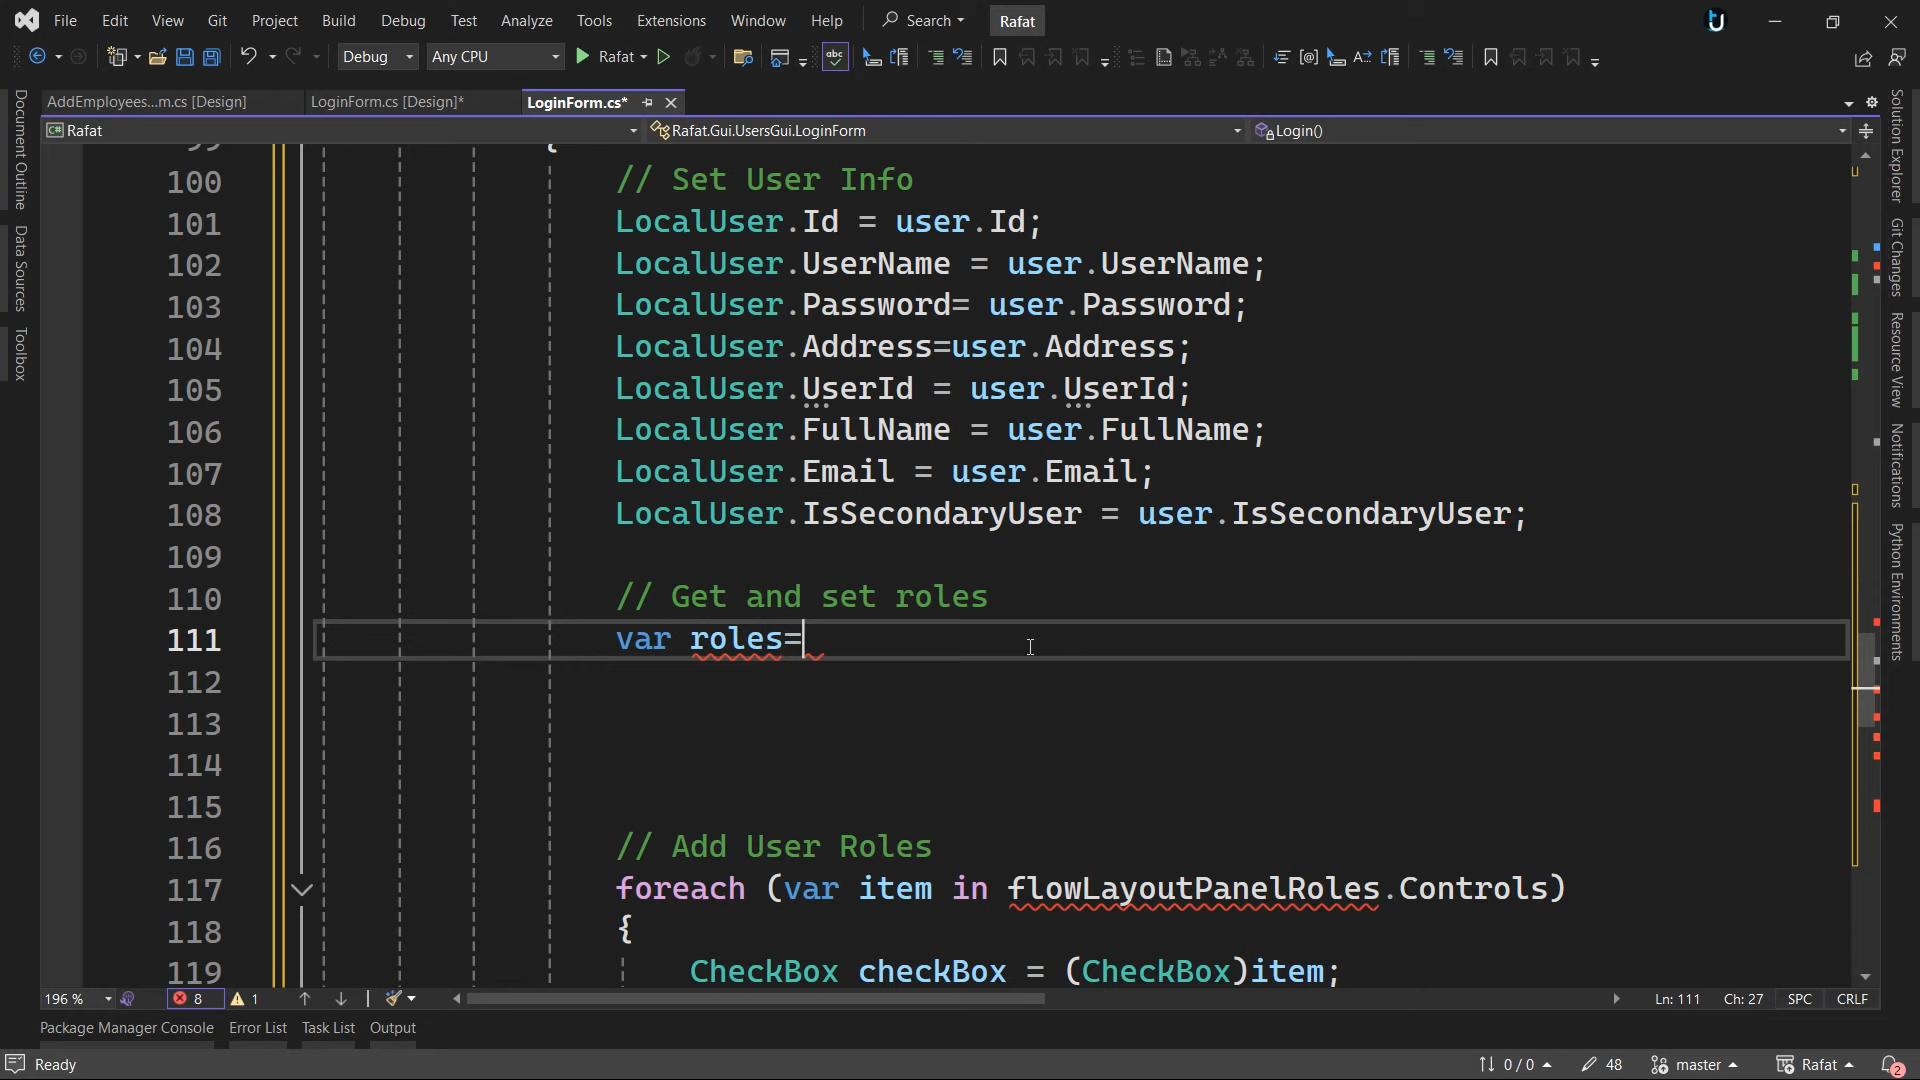 File Edit View Git Project Build Debug Test Analyze Tools Extensions Window Help Search Rafat
Debug Any CPU Rafat
AddEmployees...m.cs [Design] LoginForm.cs [Design]* LoginForm.cs*
C# Rafat Rafat.Gui.UsersGui.LoginForm Login()
99 {
100 // Set User Info
101 LocalUser.Id = user.Id;
102 LocalUser.UserName = user.UserName;
103 LocalUser.Password= user.Password;
104 LocalUser.Address=user.Address;
105 LocalUser.UserId = user.UserId;
106 LocalUser.FullName = user.FullName;
107 LocalUser.Email = user.Email;
108 LocalUser.IsSecondaryUser = user.IsSecondaryUser;
109
110 // Get and set roles
111 var roles=
112
113
114
115
116 // Add User Roles
117 foreach (var item in flowLayoutPanelRoles.Controls)
118 {
119 CheckBox checkBox = (CheckBox)item;
Document Outline
Data Sources
Toolbox
Solution Explorer
Git Changes
Resource View
Notifications
Python Environments
196 % 8 1 Ln: 111 Ch: 27 SPC CRLF
Package Manager Console Error List Task List Output
Ready 0 / 0 48 master Rafat 2